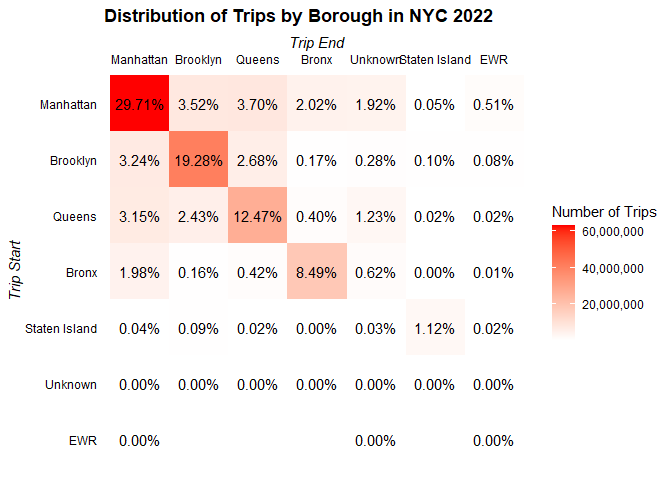 Distribution of Trips by Borough in NYC 2022
Trip End
Manhattan Brooklyn Queens Bronx Unknown Staten Island EWR
Manhattan 29.71% 3.52% 3.70% 2.02% 1.92% 0.05% 0.51%
Brooklyn 3.24% 19.28% 2.68% 0.17% 0.28% 0.10% 0.08%
Queens 3.15% 2.43% 12.47% 0.40% 1.23% 0.02% 0.02%
Bronx 1.98% 0.16% 0.42% 8.49% 0.62% 0.00% 0.01%
Staten Island 0.04% 0.09% 0.02% 0.00% 0.03% 1.12% 0.02%
Unknown 0.00% 0.00% 0.00% 0.00% 0.00% 0.00% 0.00%
EWR 0.00% 0.00% 0.00%
Trip Start
Number of Trips
60,000,000
40,000,000
20,000,000